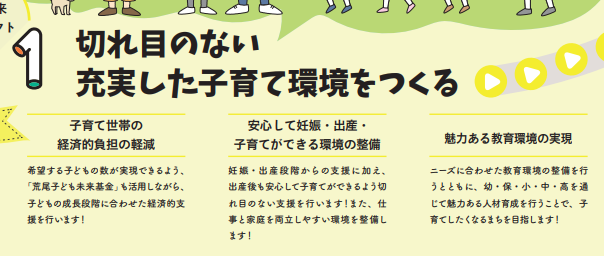 来
クト
1
切れ目のない
充実した子育て環境をつくる
子育て世帯の
経済的負担の軽減
希望する子どもの数が実現できるよう、
「荒尾子ども未来基金」も活用しながら、
子どもの成長段階に合わせた経済的支
援を行います!
安心して妊娠・出産・
子育てができる環境の整備
妊娠・出産段階からの支援に加え、
出産後も安心して子育てができるよう切
れ目のない支援を行います!また、仕
事と家庭を両立しやすい環境を整備し
ます!
魅力ある教育環境の実現
ニーズに合わせた教育環境の整備を行
うとともに、幼・保・小・中・高を通
じて魅力ある人材育成を行うことで、子
育てしたくなるまちを目指します!